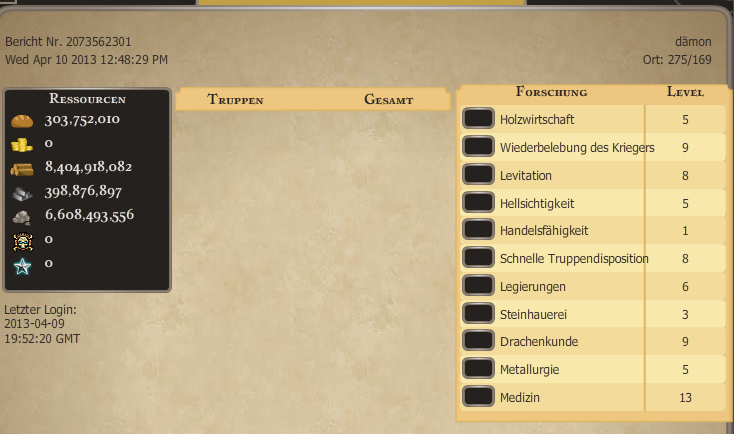 Bericht Nr. 2073562301
Wed Apr 10 2013 12:48:29 PM
dämon
Ort: 275/169
Ressourcen
303,752,010
0
8,404,918,082
398,876,897
6,608,493,556
0
0
Letzter Login:
2013-04-09
19:52:20 GMT
Truppen Gesamt
Forschung Level
Holzwirtschaft 5
Wiederbelebung des Kriegers 9
Levitation 8
Hellsichtigkeit 5
Handelsfähigkeit 1
Schnelle Truppendisposition 8
Legierungen 6
Steinhauerei 3
Drachenkunde 9
Metallurgie 5
Medizin 13